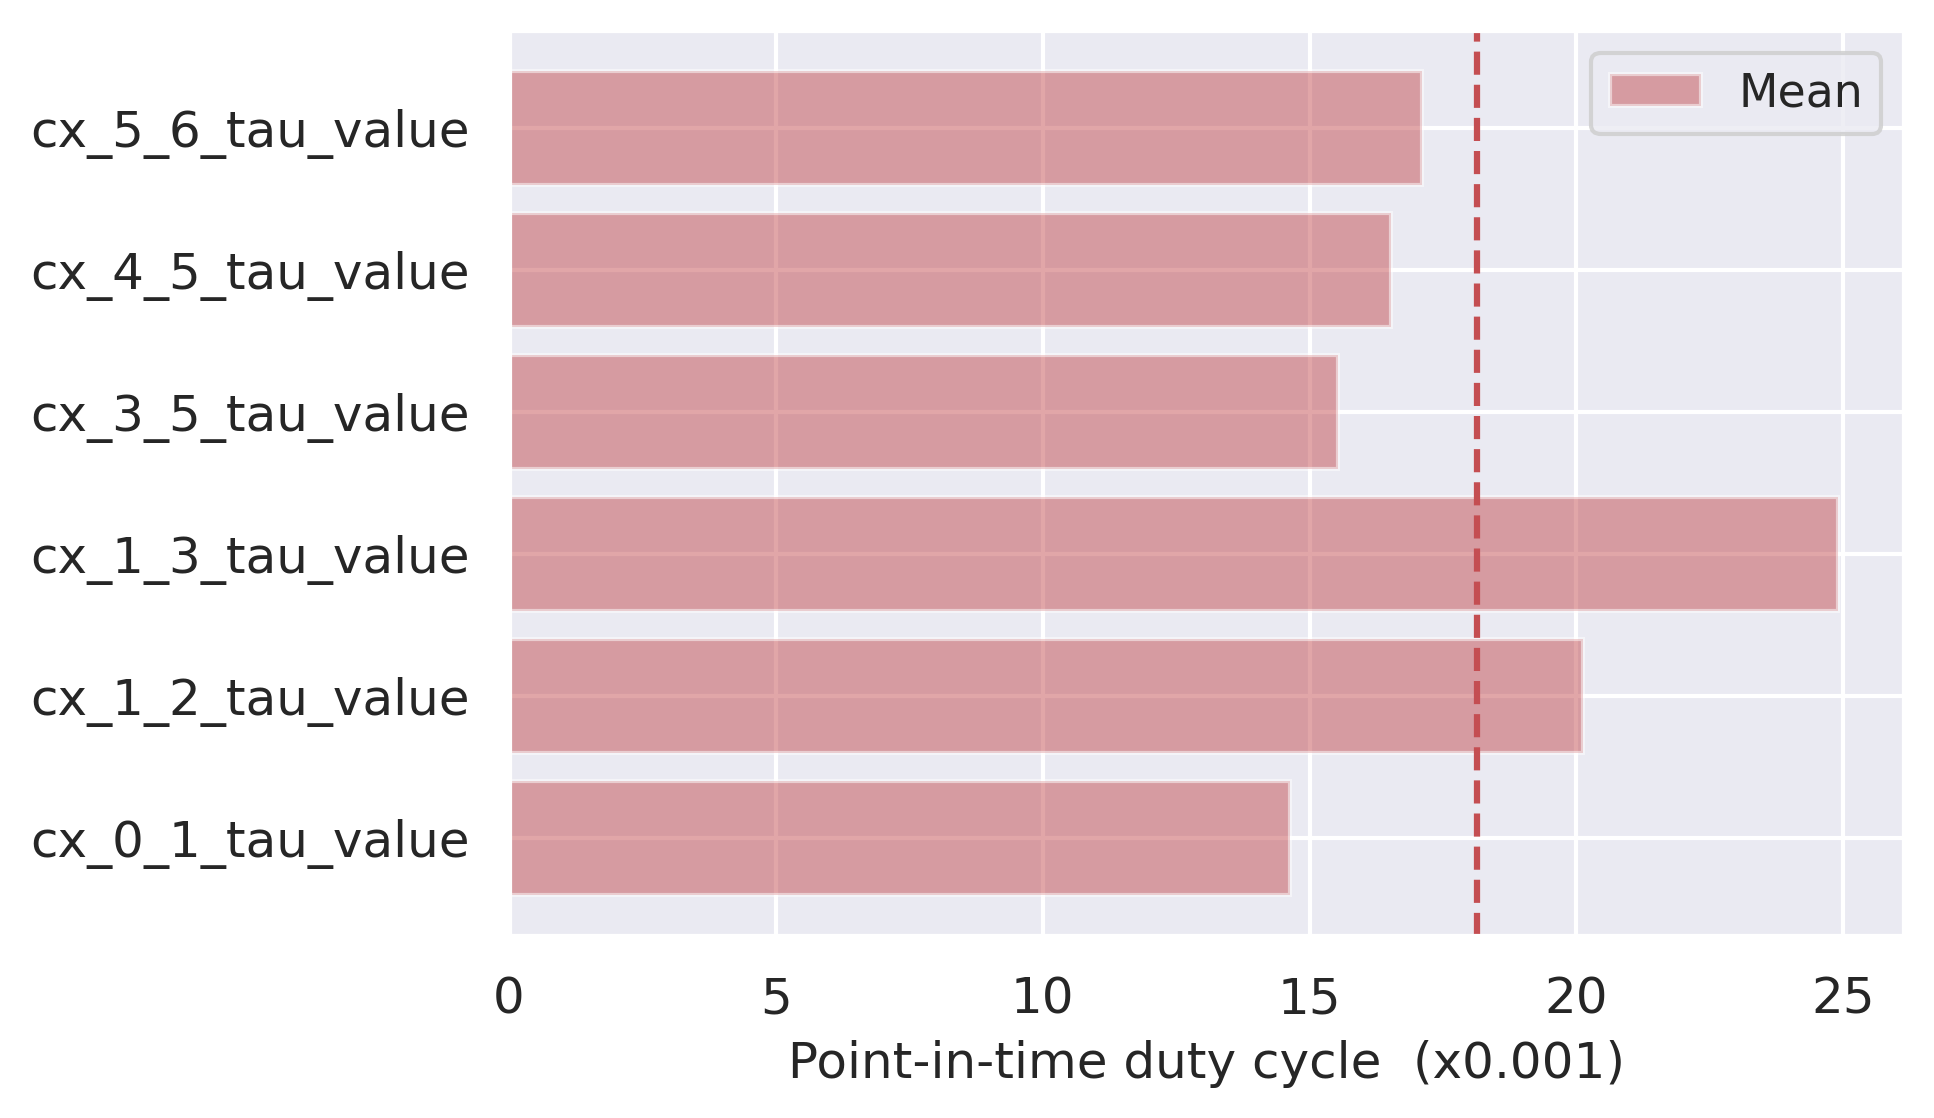 Mean
cx_5_6_tau_value
cx_4_5_tau_value
cx_3_5_tau_value
cx_1_3_tau_value
cx_1_2_tau_value
cx_0_1_tau_value
0 5 10 15 20 25
Point-in-time duty cycle  (x0.001)